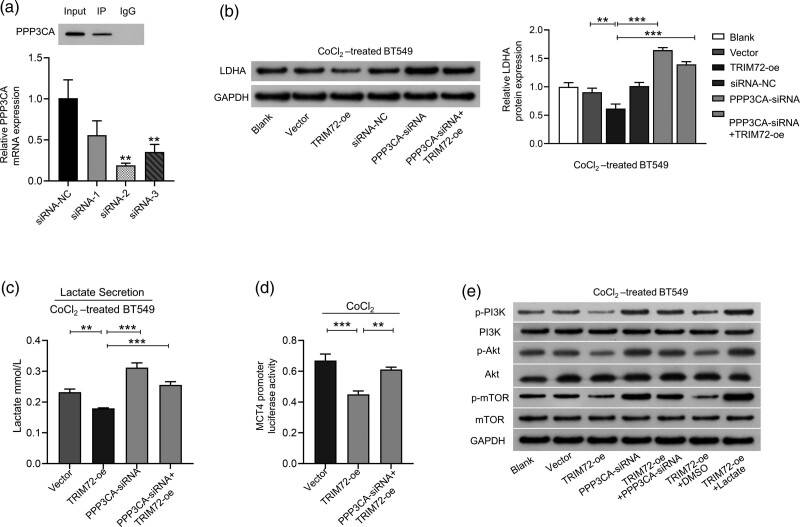 (a)
Input IP IgG
PPP3CA
Relative PPP3CA
mRNA expression
1.5
1.0
0.5
0.0
**
**
siRNA-NC
siRNA-1
siRNA-2
siRNA-3
(b)
CoCl2 –treated BT549
LDHA
GAPDH
Blank
Vector
TRIM72-oe
siRNA-NC
PPP3CA-siRNA
PPP3CA-siRNA+
TRIM72-oe
Relative LDHA
protein expression
2.0
1.5
1.0
0.5
0.0
** ***
***
CoCl2 –treated BT549
Blank
Vector
TRIM72-oe
siRNA-NC
PPP3CA-siRNA
PPP3CA-siRNA
+TRIM72-oe
(c)
Lactate Secretion
CoCl2 –treated BT549
Lactate mmol/L
0.4
0.3
0.2
0.1
0.0
** ***
***
Vector
TRIM72-oe
PPP3CA-siRNA
PPP3CA-siRNA+
TRIM72-oe
(d)
CoCl2
MCT4 promoter
luciferase activity
0.8
0.6
0.4
0.2
0.0
*** **
Vector
TRIM72-oe
PPP3CA-siRNA+
TRIM72-oe
(e)
CoCl2 –treated BT549
p-PI3K
PI3K
p-Akt
Akt
p-mTOR
mTOR
GAPDH
Blank
Vector
TRIM72-oe
PPP3CA-siRNA
TRIM72-oe
+PPP3CA-siRNA
TRIM72-oe
+DMSO
TRIM72-oe
+Lactate